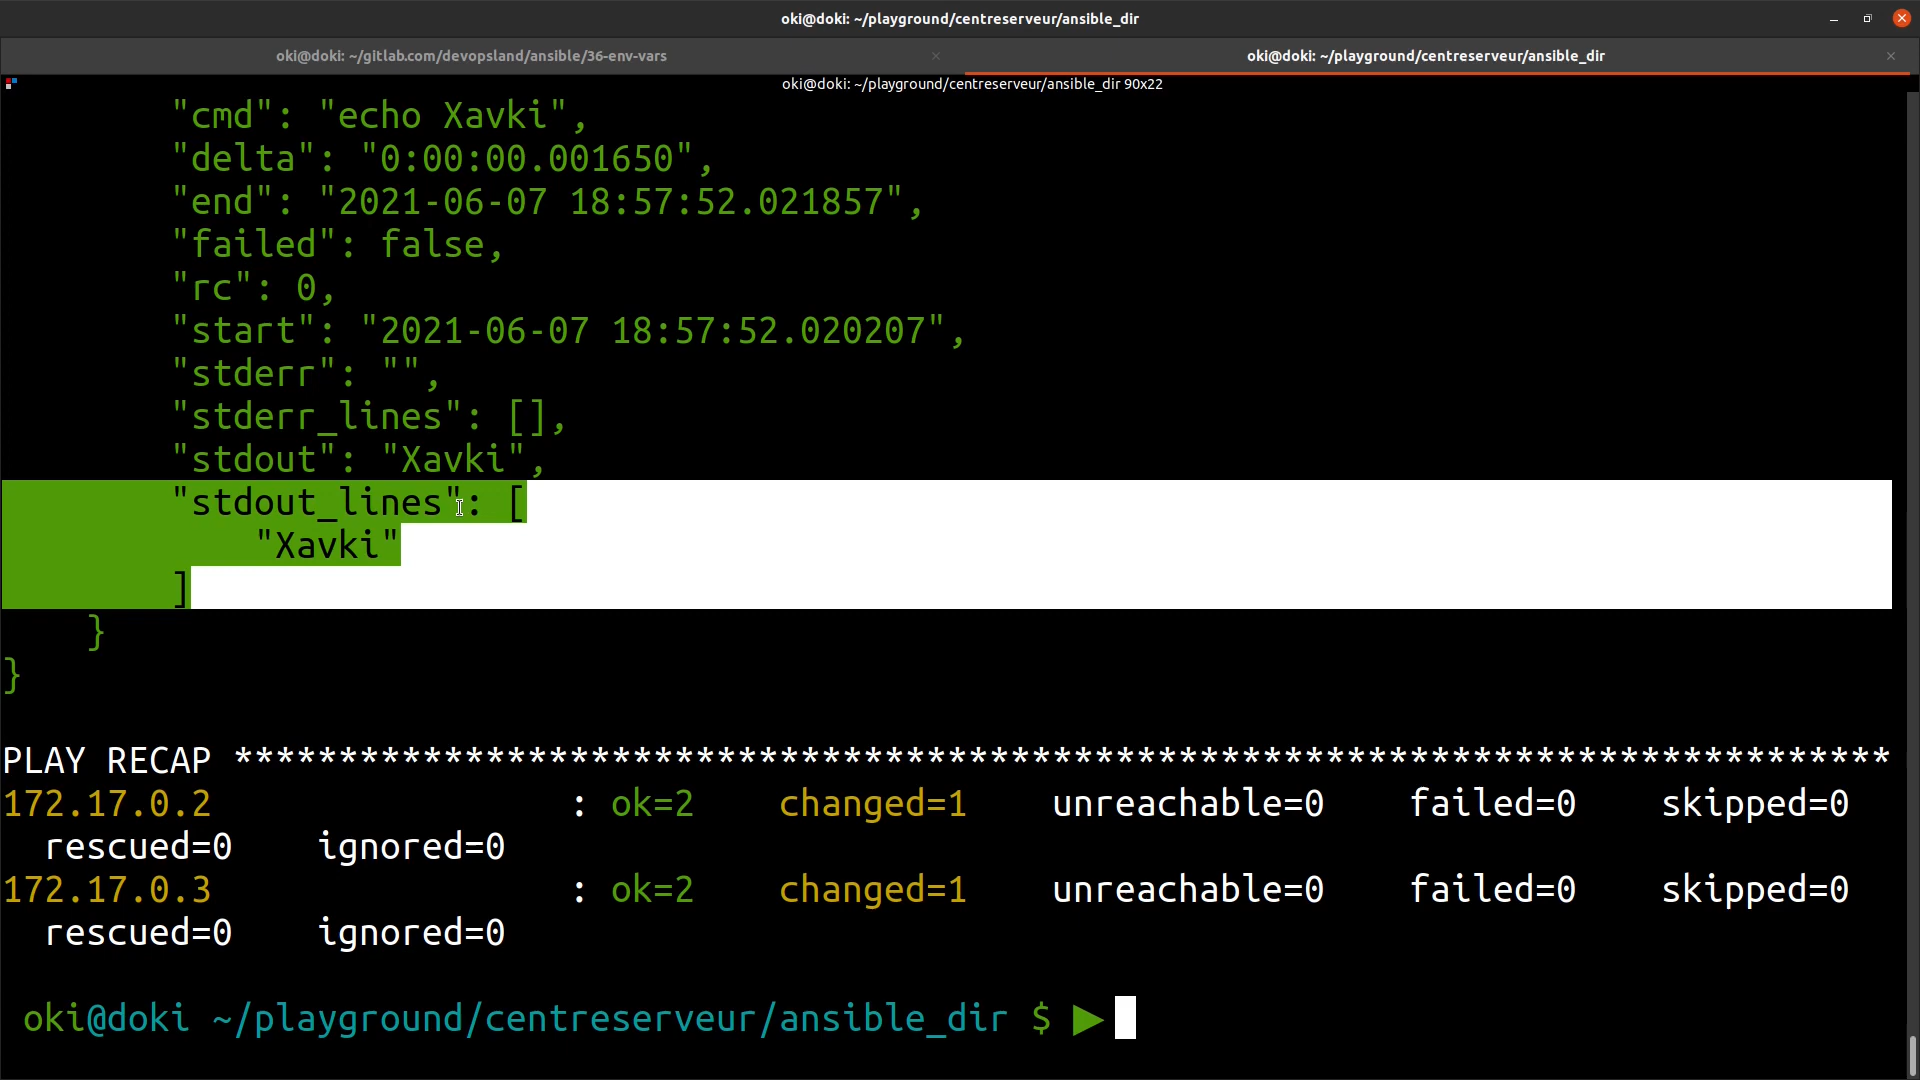 oki@doki: ~/playground/centreserveur/ansible_dir
oki@doki: ~/gitlab.com/devopsland/ansible/36-env-vars
oki@doki: ~/playground/centreserveur/ansible_dir
oki@doki: ~/playground/centreserveur/ansible_dir 90x22
"cmd": "echo Xavki",
"delta": "0:00:00.001650",
"end": "2021-06-07 18:57:52.021857",
"failed": false,
"rc": 0,
"start": "2021-06-07 18:57:52.020207",
"stderr": "",
"stderr_lines": [],
"stdout": "Xavki",
"stdout_lines": [
"Xavki"
]
}
}
PLAY RECAP *******************************************************************************
172.17.0.2 : ok=2 changed=1 unreachable=0 failed=0 skipped=0
rescued=0 ignored=0
172.17.0.3 : ok=2 changed=1 unreachable=0 failed=0 skipped=0
rescued=0 ignored=0
oki@doki ~/playground/centreserveur/ansible_dir $ ▶